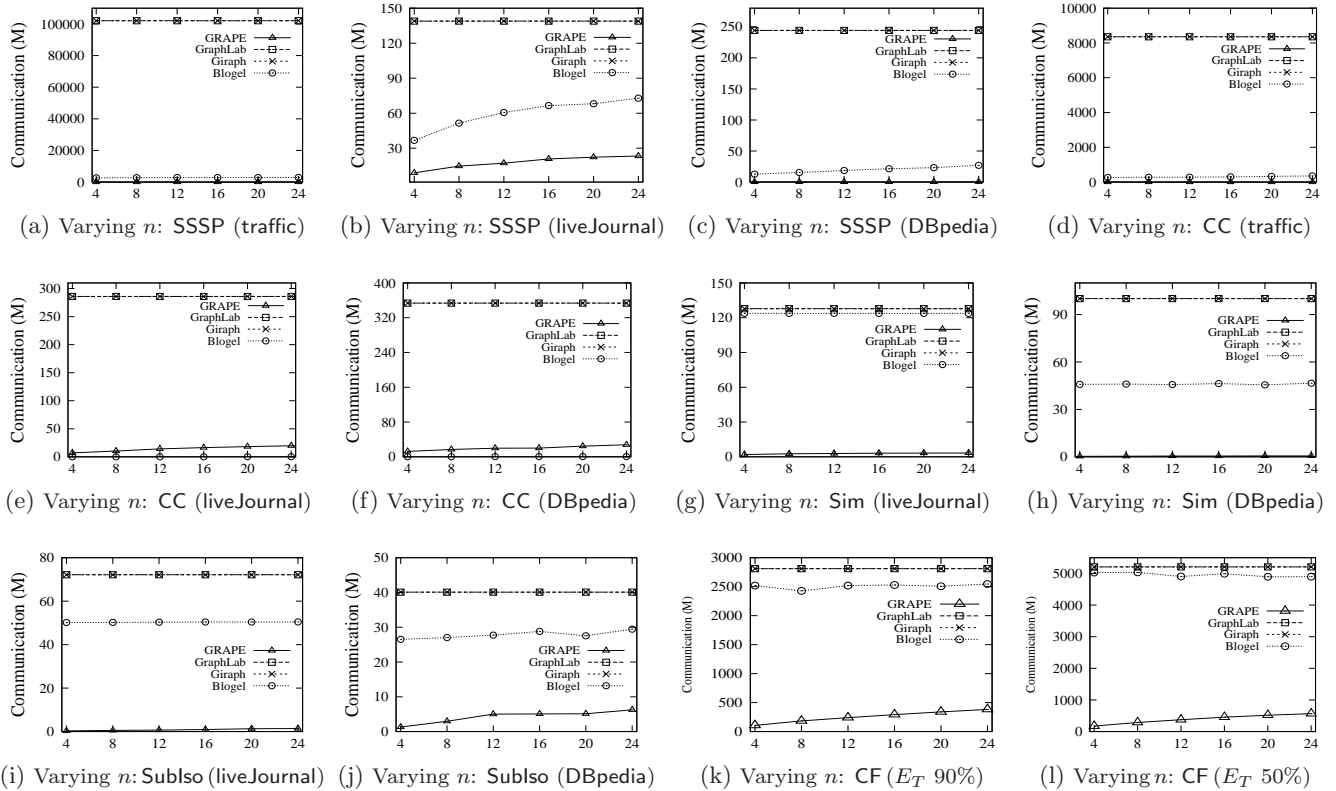 Communication (M)
100000
80000
60000
40000
20000
0
4 8 12 16 20 24
GRAPE
GraphLab
Giraph
Blogel
(a) Varying n: SSSP (traffic)
Communication (M)
150
120
90
60
30
4 8 12 16 20 24
GRAPE
GraphLab
Giraph
Blogel
(b) Varying n: SSSP (liveJournal)
Communication (M)
250
200
150
100
50
0
4 8 12 16 20 24
GRAPE
GraphLab
Giraph
Blogel
(c) Varying n: SSSP (DBpedia)
Communication (M)
10000
8000
6000
4000
2000
0
4 8 12 16 20 24
GRAPE
GraphLab
Giraph
Blogel
(d) Varying n: CC (traffic)
Communication (M)
300
250
200
150
100
50
0
4 8 12 16 20 24
GRAPE
GraphLab
Giraph
Blogel
(e) Varying n: CC (liveJournal)
Communication (M)
400
360
320
280
240
200
160
120
80
40
0
4 8 12 16 20 24
GRAPE
GraphLab
Giraph
Blogel
(f) Varying n: CC (DBpedia)
Communication (M)
150
120
90
60
30
0
4 8 12 16 20 24
GRAPE
GraphLab
Giraph
Blogel
(g) Varying n: Sim (liveJournal)
Communication (M)
90
60
30
0
4 8 12 16 20 24
GRAPE
GraphLab
Giraph
Blogel
(h) Varying n: Sim (DBpedia)
Communication (M)
80
60
40
20
0
4 8 12 16 20 24
GRAPE
GraphLab
Giraph
Blogel
(i) Varying n: SubIso (liveJournal)
Communication (M)
50
40
30
20
10
0
4 8 12 16 20 24
GRAPE
GraphLab
Giraph
Blogel
(j) Varying n: SubIso (DBpedia)
Communication (M)
3000
2500
2000
1500
1000
500
0
4 8 12 16 20 24
GRAPE
GraphLab
Giraph
Blogel
(k) Varying n: CF (E_T 90%)
Communication (M)
5000
4000
3000
2000
1000
0
4 8 12 16 20 24
GRAPE
GraphLab
Giraph
Blogel
(l) Varying n: CF (E_T 50%)